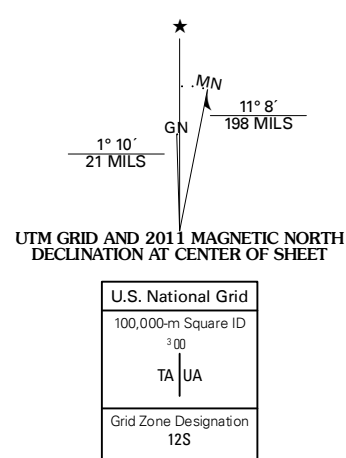 ★
MN
11° 8´
198 MILS
GN
1° 10´
21 MILS
UTM GRID AND 2011 MAGNETIC NORTH
DECLINATION AT CENTER OF SHEET
U.S. National Grid
100,000-m Square ID
³00
TA UA
Grid Zone Designation
12S